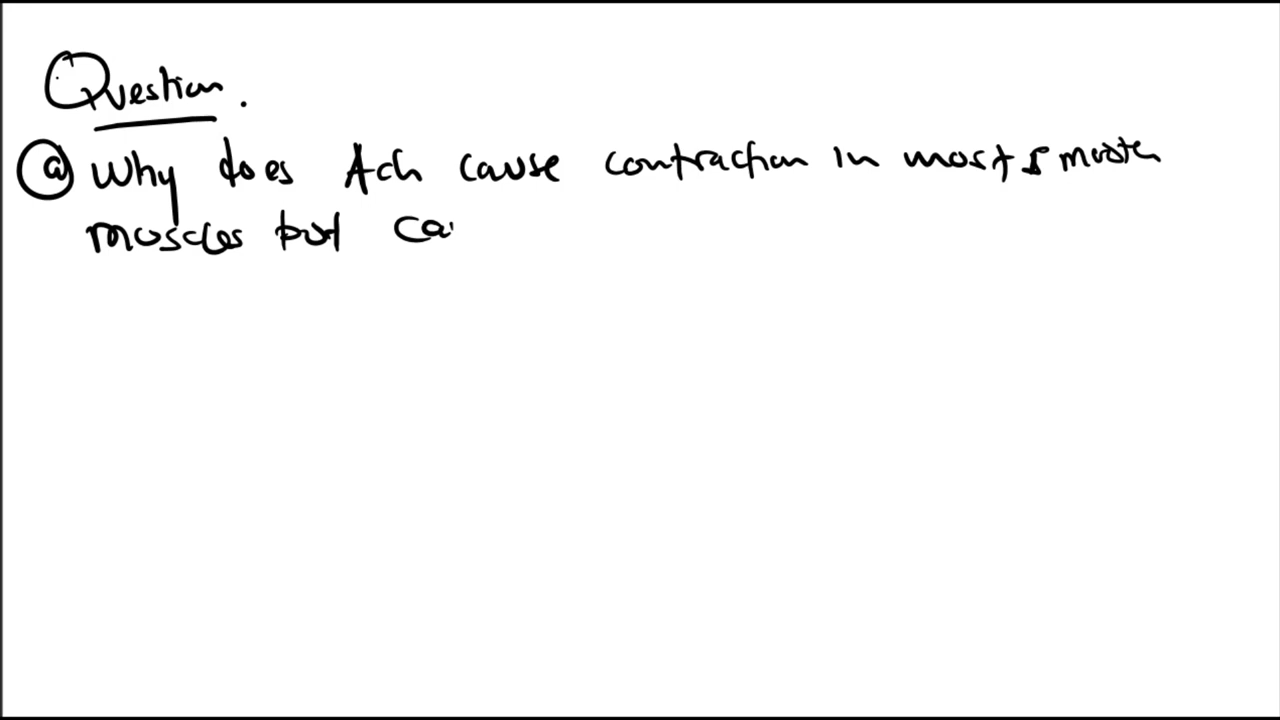 Question.
(a) Why does Ach cause contraction in most smooth
muscles but ca